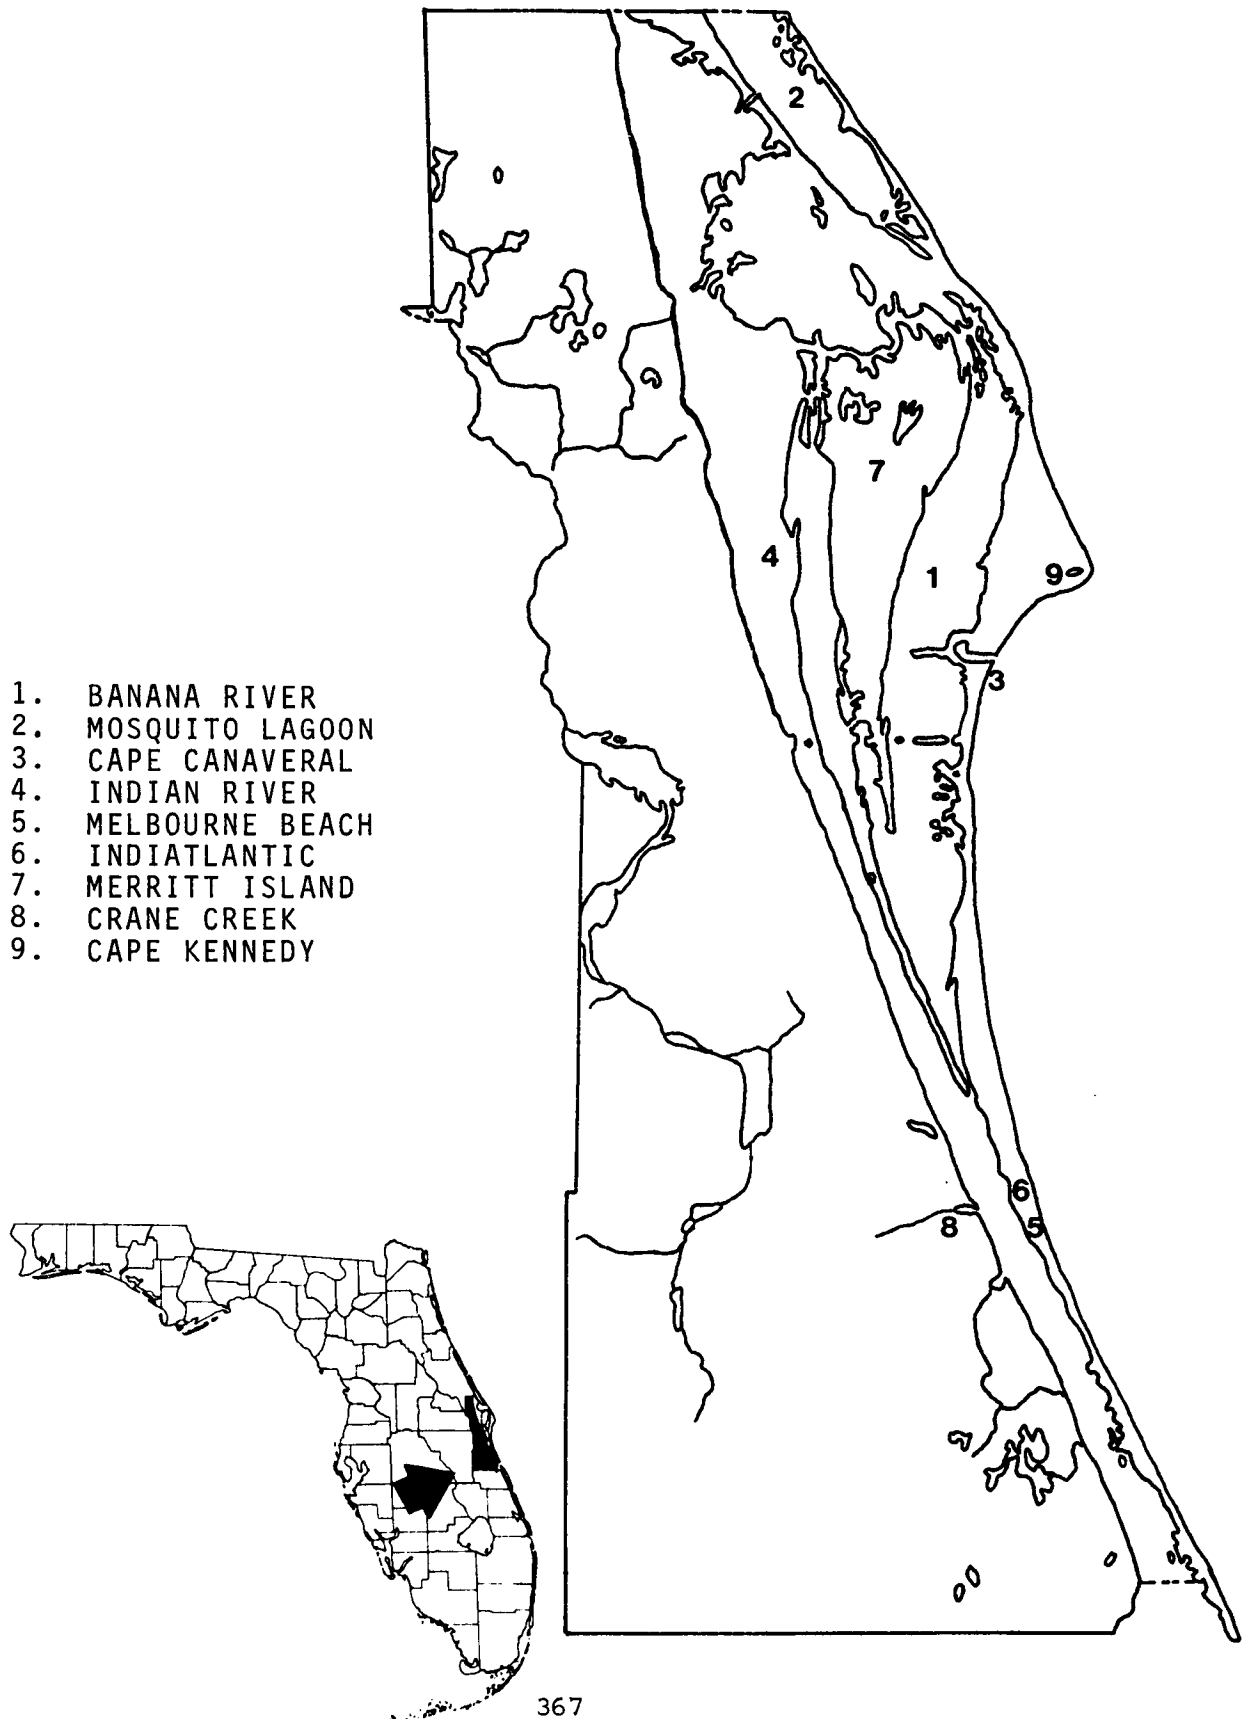 2
7
4
1
9
3
1. BANANA RIVER
2. MOSQUITO LAGOON
3. CAPE CANAVERAL
4. INDIAN RIVER
5. MELBOURNE BEACH
6. INDIATLANTIC
7. MERRITT ISLAND
8. CRANE CREEK
9. CAPE KENNEDY
6
8
5
367